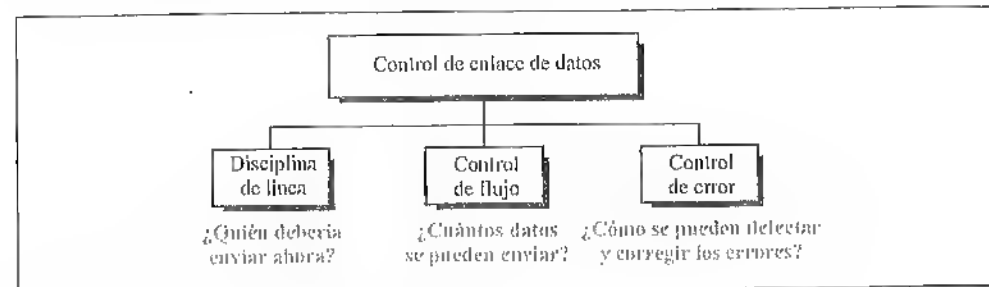 Control de enlace de datos
Disciplina
de línea
Control
de flujo
Control
de error
¿Quién debería
enviar ahora?
¿Cuántos datos
se pueden enviar?
¿Cómo se pueden detectar
y corregir los errores?